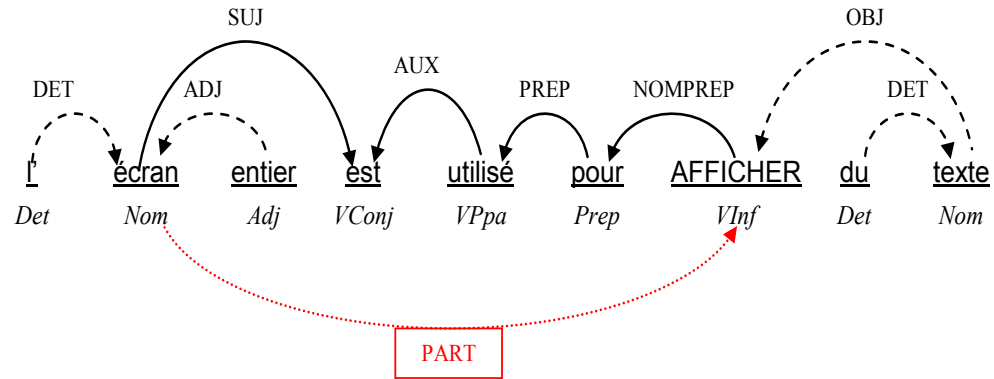 SUJ OBJ
AUX
DET ADJ PREP NOMPREP DET
l' écran entier est utilisé pour AFFICHER du texte
Det Nom Adj VConj VPpa Prep VInf Det Nom
PART